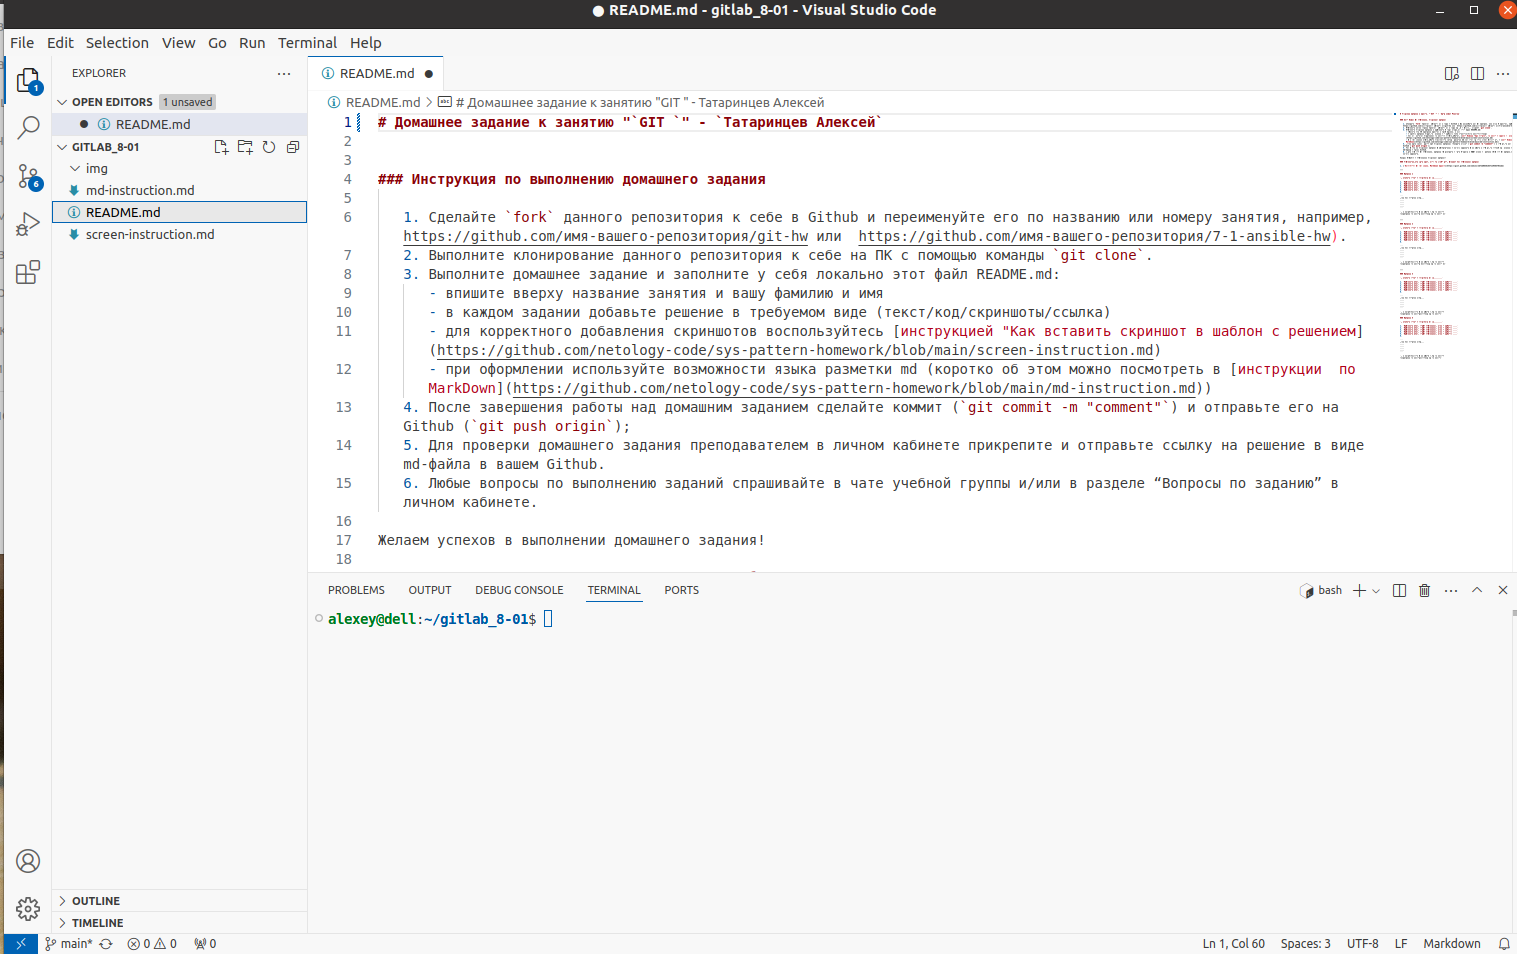 README.md - gitlab_8-01 - Visual Studio Code
File Edit Selection View Go Run Terminal Help
EXPLORER
README.md
OPEN EDITORS 1 unsaved
README.md
GITLAB_8-01
img
md-instruction.md
README.md
screen-instruction.md
OUTLINE
TIMELINE
1
6
README.md > # Домашнее задание к занятию "GIT " - Татаринцев Алексей
1 # Домашнее задание к занятию "`GIT `" - `Татаринцев Алексей`
2
3
4 ### Инструкция по выполнению домашнего задания
5
6 1. Сделайте `fork` данного репозитория к себе в Github и переименуйте его по названию или номеру занятия, например,
https://github.com/имя-вашего-репозитория/git-hw или  https://github.com/имя-вашего-репозитория/7-1-ansible-hw).
7 2. Выполните клонирование данного репозитория к себе на ПК с помощью команды `git clone`.
8 3. Выполните домашнее задание и заполните у себя локально этот файл README.md:
9 - впишите вверху название занятия и вашу фамилию и имя
10 - в каждом задании добавьте решение в требуемом виде (текст/код/скриншоты/ссылка)
11 - для корректного добавления скриншотов воспользуйтесь [инструкцией "Как вставить скриншот в шаблон с решением]
(https://github.com/netology-code/sys-pattern-homework/blob/main/screen-instruction.md)
12 - при оформлении используйте возможности языка разметки md (коротко об этом можно посмотреть в [инструкции  по
MarkDown](https://github.com/netology-code/sys-pattern-homework/blob/main/md-instruction.md))
13 4. После завершения работы над домашним заданием сделайте коммит (`git commit -m "comment"`) и отправьте его на
Github (`git push origin`);
14 5. Для проверки домашнего задания преподавателем в личном кабинете прикрепите и отправьте ссылку на решение в виде
md-файла в вашем Github.
15 6. Любые вопросы по выполнению заданий спрашивайте в чате учебной группы и/или в разделе “Вопросы по заданию” в
личном кабинете.
16
17 Желаем успехов в выполнении домашнего задания!
18
PROBLEMS OUTPUT DEBUG CONSOLE TERMINAL PORTS
bash
alexey@dell:~/gitlab_8-01$
main* 0 0 0
Ln 1, Col 60 Spaces: 3 UTF-8 LF Markdown